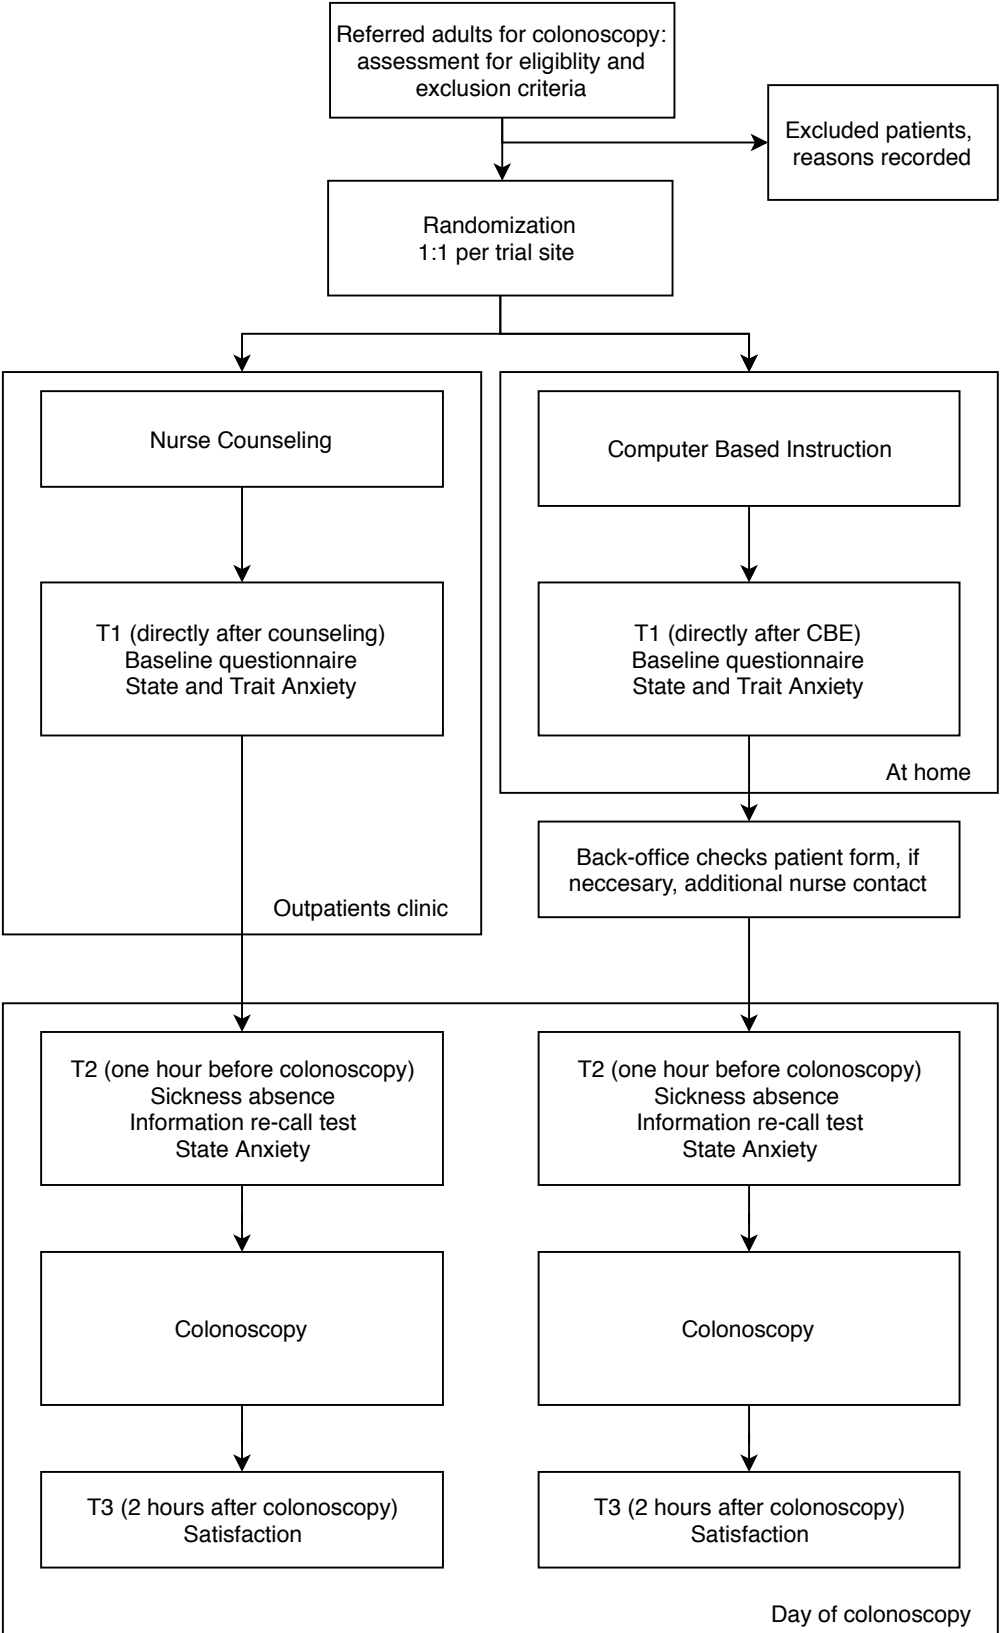 Referred adults for colonoscopy:
assessment for eligiblity and
exclusion criteria
Excluded patients,
reasons recorded
Randomization
1:1 per trial site
Nurse Counseling
Computer Based Instruction
T1 (directly after counseling)
Baseline questionnaire
State and Trait Anxiety
T1 (directly after CBE)
Baseline questionnaire
State and Trait Anxiety
At home
Back-office checks patient form, if
neccesary, additional nurse contact
Outpatients clinic
T2 (one hour before colonoscopy)
Sickness absence
Information re-call test
State Anxiety
T2 (one hour before colonoscopy)
Sickness absence
Information re-call test
State Anxiety
Colonoscopy
Colonoscopy
T3 (2 hours after colonoscopy)
Satisfaction
T3 (2 hours after colonoscopy)
Satisfaction
Day of colonoscopy